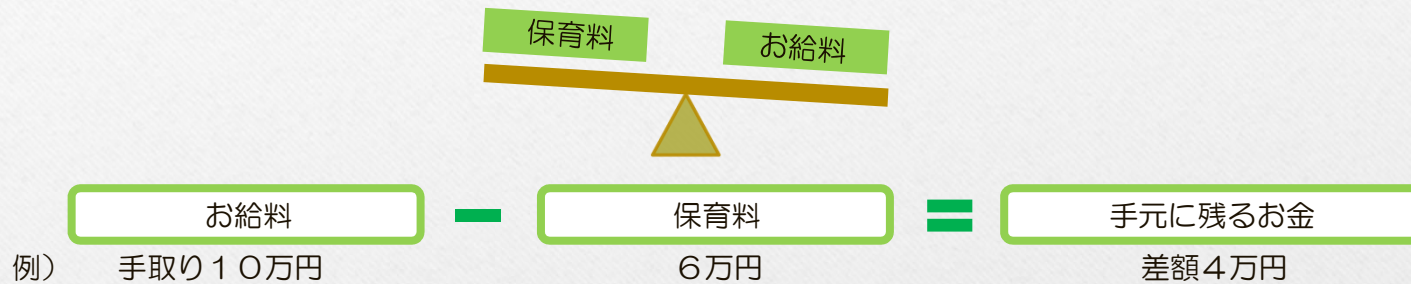 保育料
お給料
お給料 - 保育料 = 手元に残るお金
例） 手取り１０万円 ６万円 差額４万円